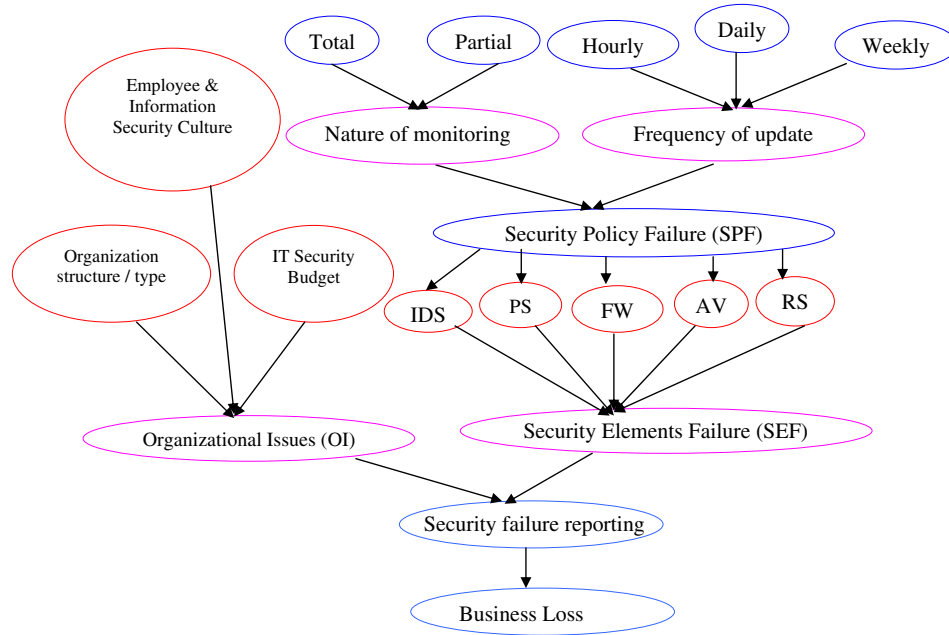 Total
Partial
Hourly
Daily
Weekly
Employee &
Information
Security Culture
Nature of monitoring
Frequency of update
Security Policy Failure (SPF)
Organization
structure / type
IT Security
Budget
IDS
PS
FW
AV
RS
Organizational Issues (OI)
Security Elements Failure (SEF)
Security failure reporting
Business Loss